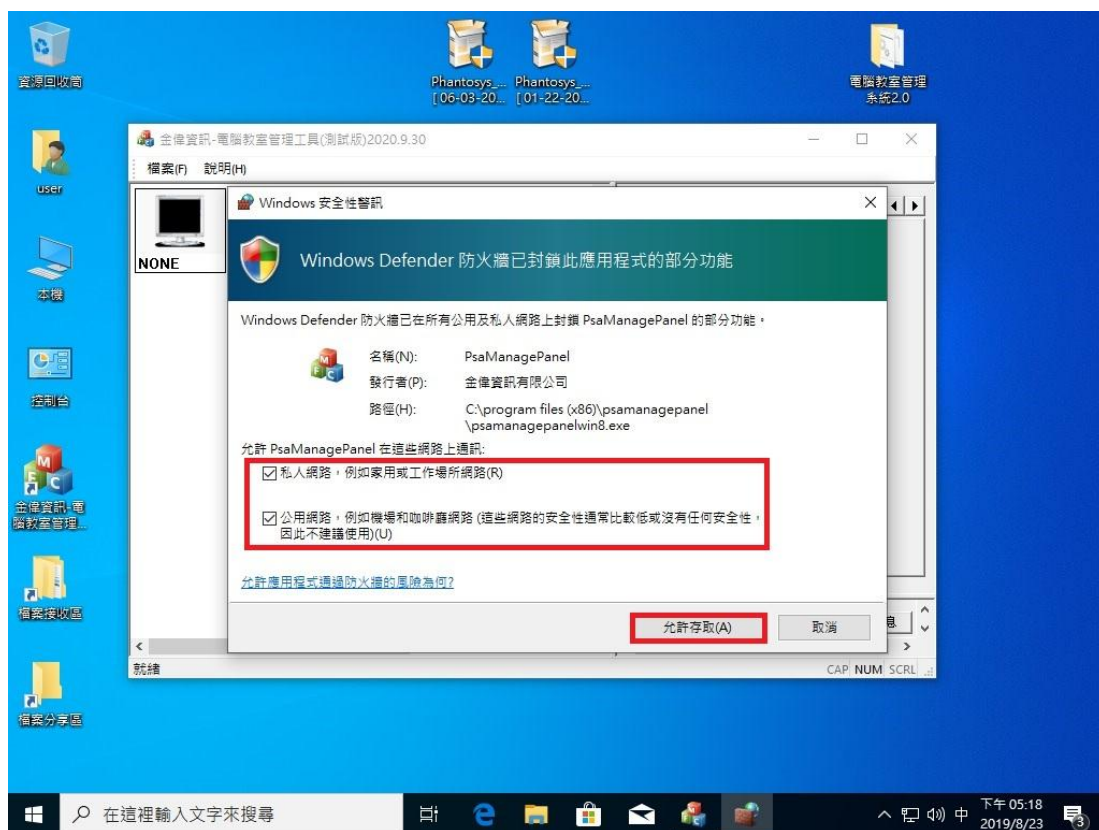 資源回收筒
Phantosys_...
[06-03-20...
Phantosys_...
[01-22-20...
電腦教室管理
系統2.0
user
本機
控制台
金偉資訊-電
腦教室管理...
檔案接收區
檔案分享區
金偉資訊-電腦教室管理工具(測試版)2020.9.30
檔案(F) 說明(H)
NONE
Windows 安全性警訊
Windows Defender 防火牆已封鎖此應用程式的部分功能
Windows Defender 防火牆已在所有公用及私人網路上封鎖 PsaManagePanel 的部分功能。
名稱(N): PsaManagePanel
發行者(P): 金偉資訊有限公司
路徑(H): C:\program files (x86)\psamanagepanel
\psamanagepanelwin8.exe
允許 PsaManagePanel 在這些網路上通訊:
私人網路，例如家用或工作場所網路(R)
公用網路，例如機場和咖啡廳網路 (這些網路的安全性通常比較低或沒有任何安全性，
因此不建議使用)(U)
允許應用程式通過防火牆的風險為何?
允許存取(A)
取消
息
就緒
CAP NUM SCRL
在這裡輸入文字來搜尋
中
下午 05:18
2019/8/23
3